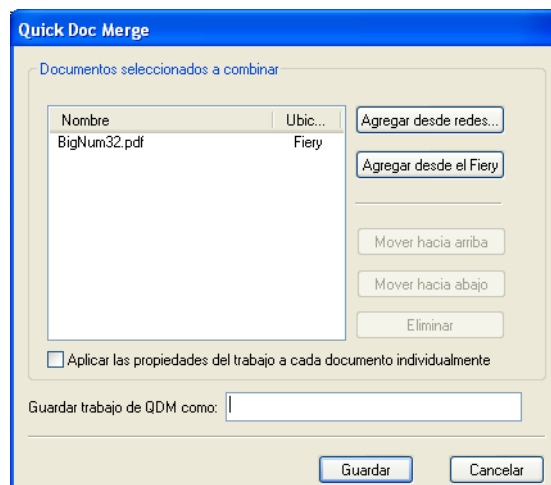 Quick Doc Merge
Documentos seleccionados a combinar
Nombre Ubic...
BigNum32.pdf Fiery
Agregar desde redes...
Agregar desde el Fiery
Mover hacia arriba
Mover hacia abajo
Eliminar
Aplicar las propiedades del trabajo a cada documento individualmente
Guardar trabajo de QDM como:
Guardar Cancelar